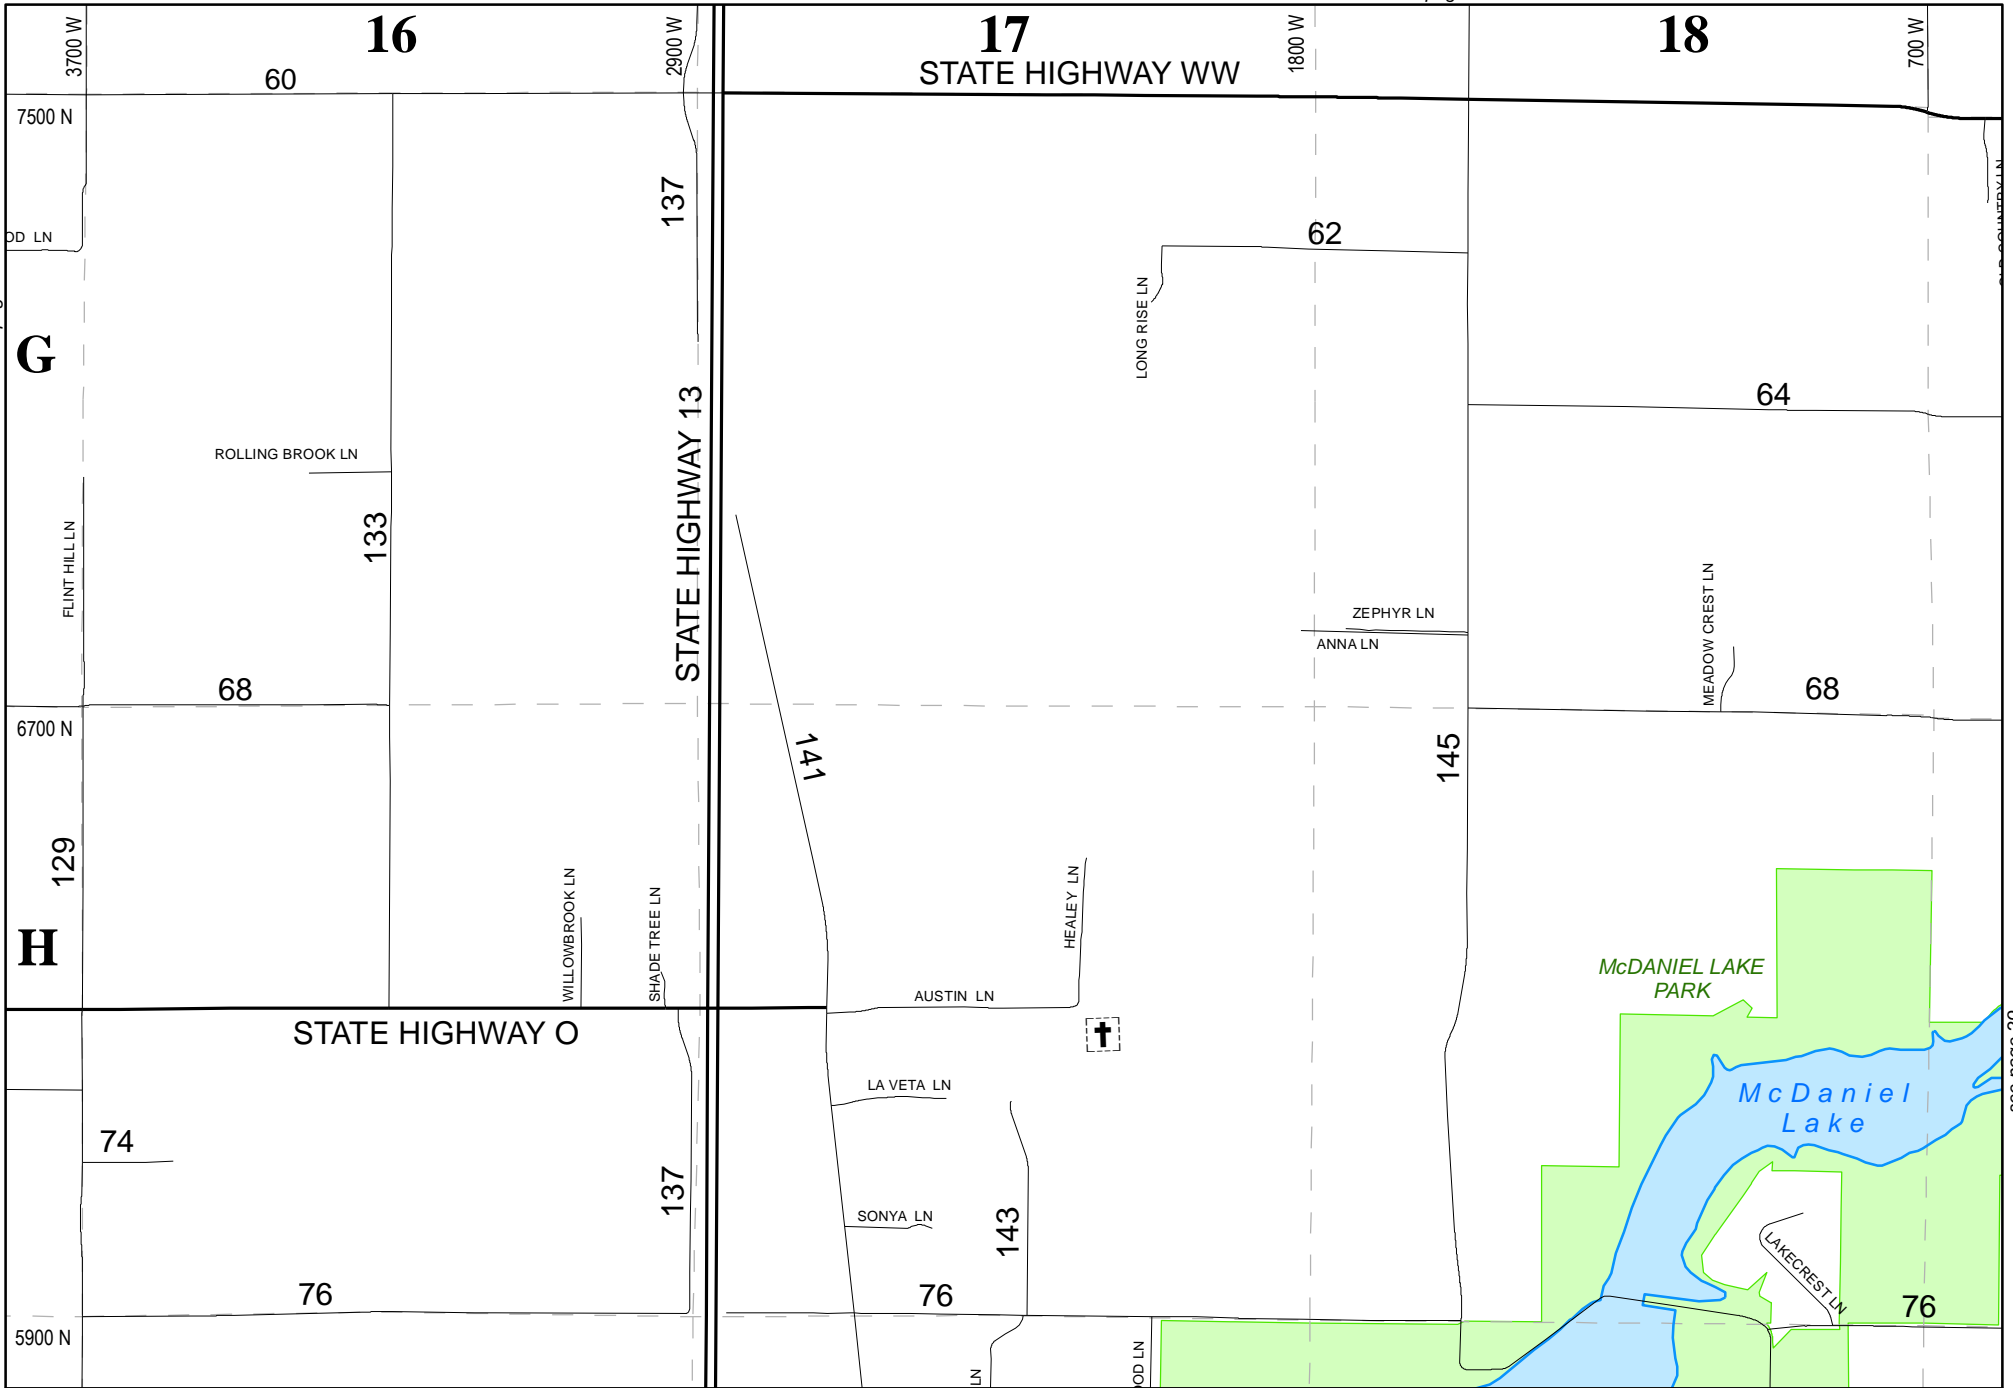 16
17
18
3700 W
2900 W
1800 W
700 W
60
STATE HIGHWAY WW
7500 N
137
OD LN
62
LONG RISE LN
G
STATE HIGHWAY 13
64
ROLLING BROOK LN
133
FLINT HILL LN
ZEPHYR LN
ANNA LN
MEADOW CREST LN
68
68
6700 N
141
145
129
WILLOWBROOK LN
SHADE TREE LN
HEALEY LN
H
McDANIEL LAKE
PARK
AUSTIN LN
STATE HIGHWAY O
LA VETA LN
McDaniel
Lake
74
137
SONYA LN
143
LAKECREST LN
76
76
76
5900 N
LN
OOD LN